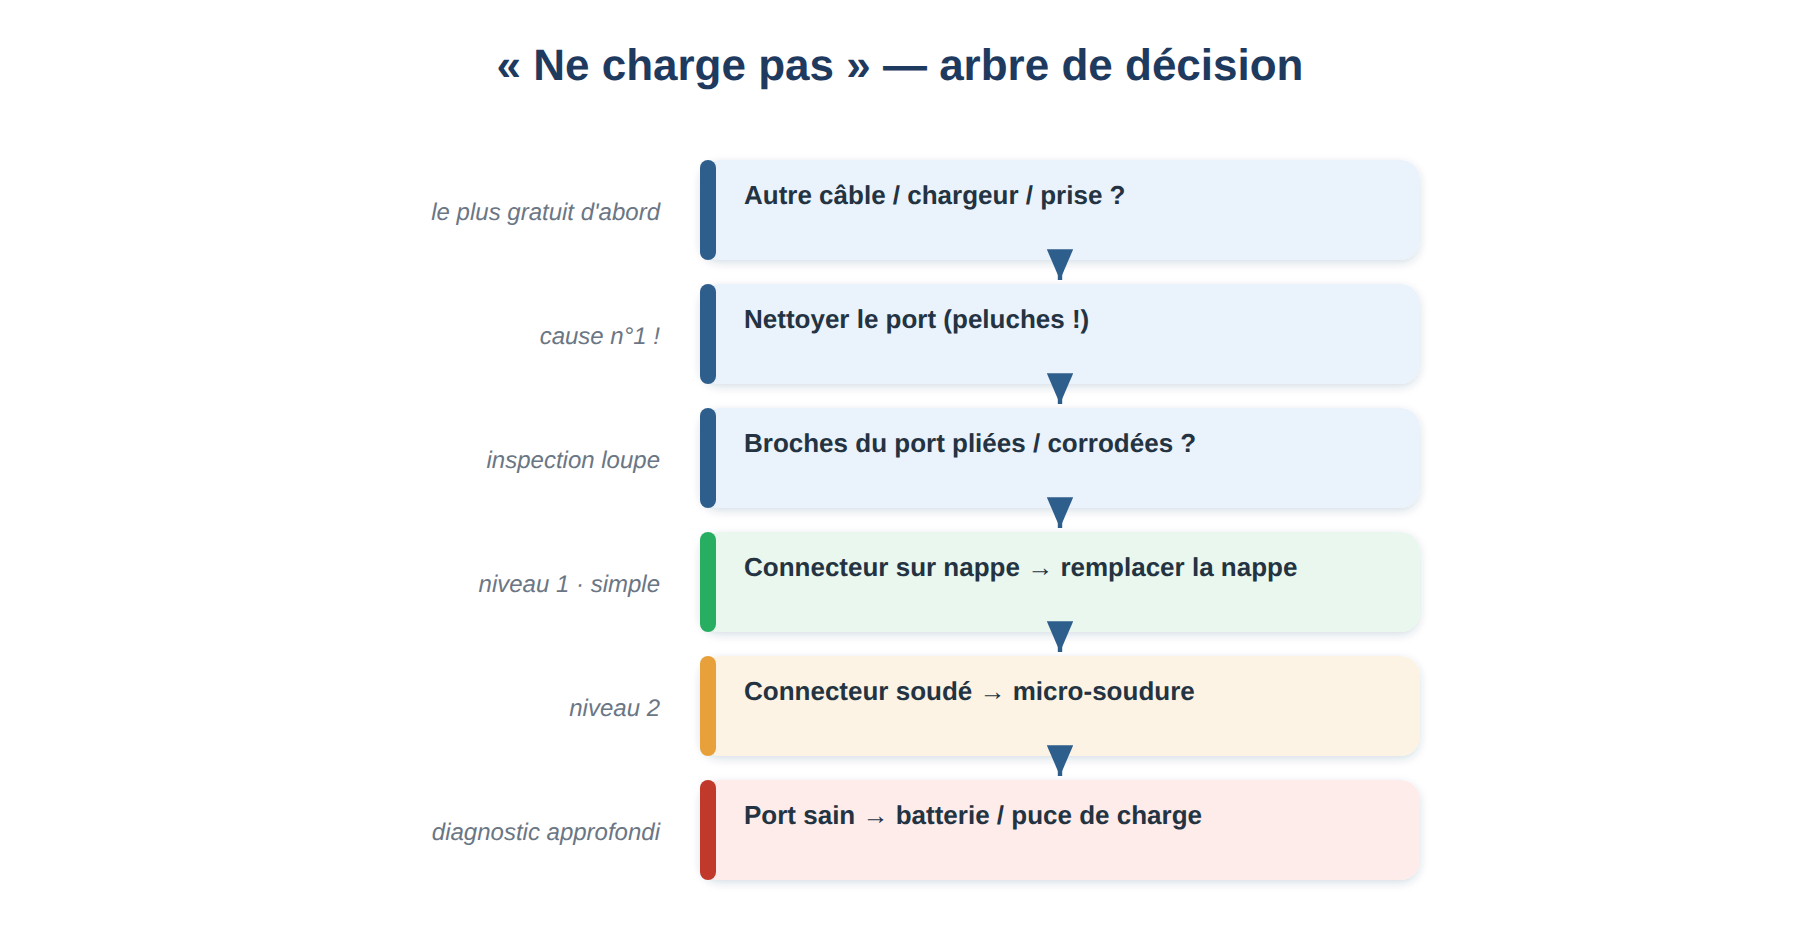 « Ne charge pas » — arbre de décision
le plus gratuit d'abord
Autre câble / chargeur / prise ?
cause n°1 !
Nettoyer le port (peluches !)
inspection loupe
Broches du port pliées / corrodées ?
niveau 1 · simple
Connecteur sur nappe → remplacer la nappe
niveau 2
Connecteur soudé → micro-soudure
diagnostic approfondi
Port sain → batterie / puce de charge